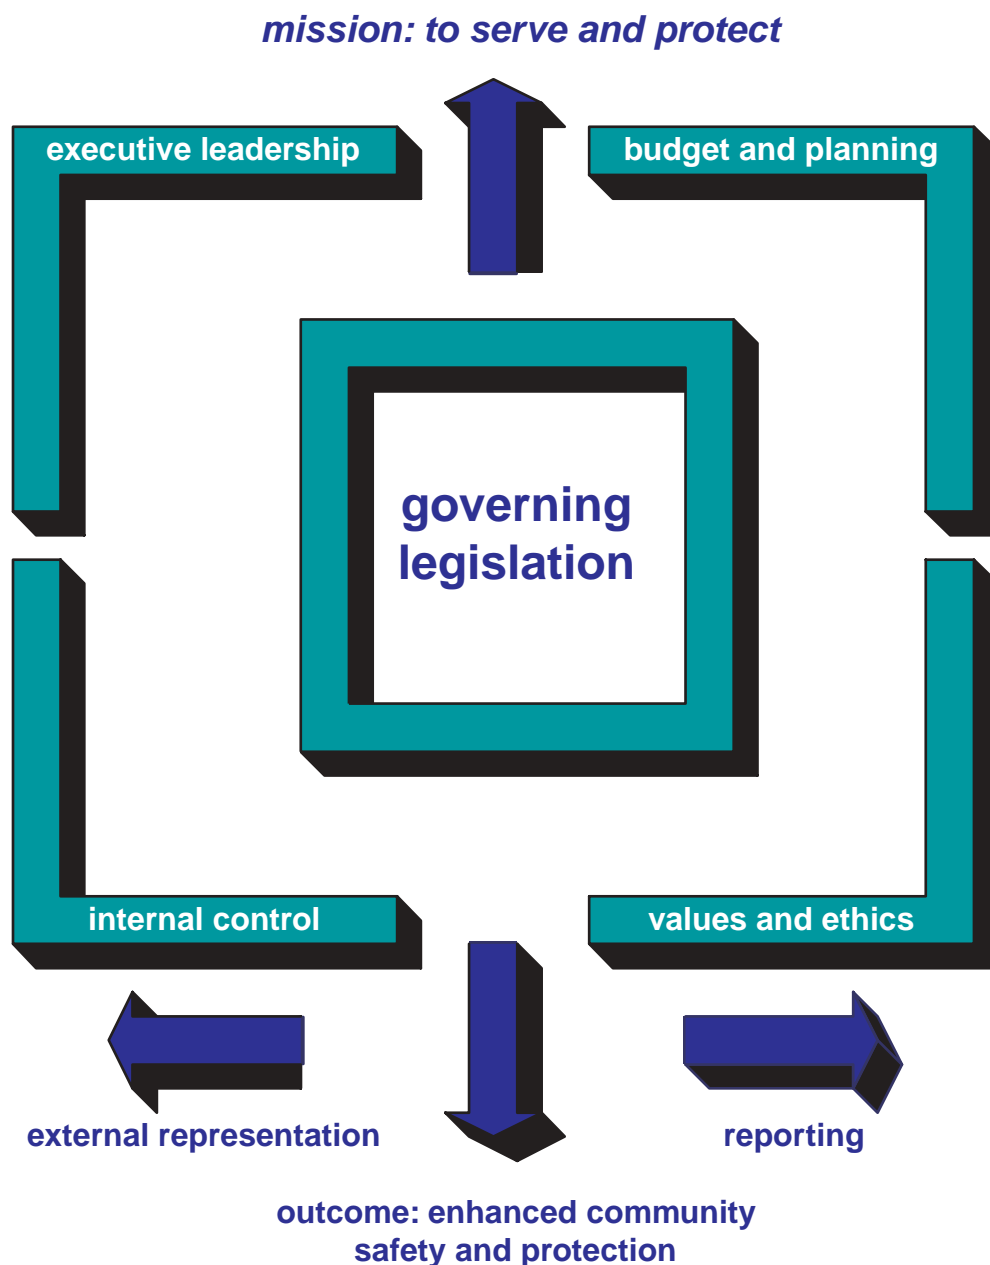 mission: to serve and protect
executive leadership
budget and planning
governing
legislation
internal control
values and ethics
external representation
reporting
outcome: enhanced community
safety and protection